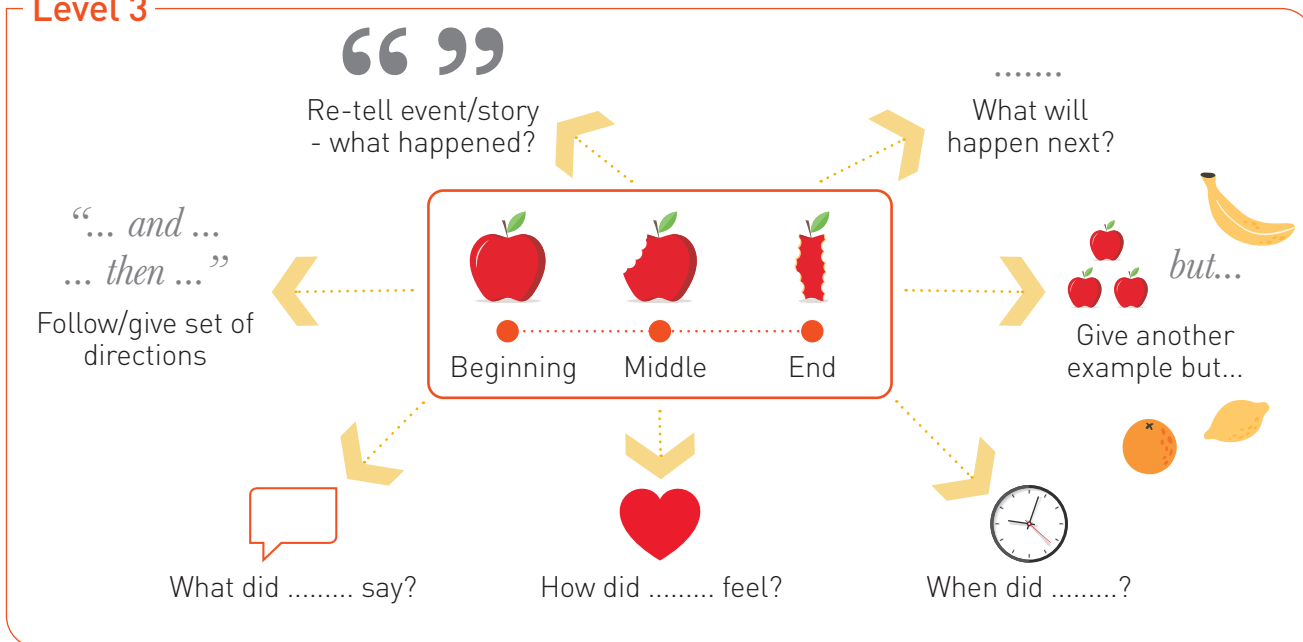 Level 3
“ ”
Re-tell event/story
- what happened?
.......
What will
happen next?
“... and ...
... then ...”
Follow/give set of
directions
Beginning Middle End
but...
Give another
example but...
What did ......... say?
How did ......... feel?
When did .........?